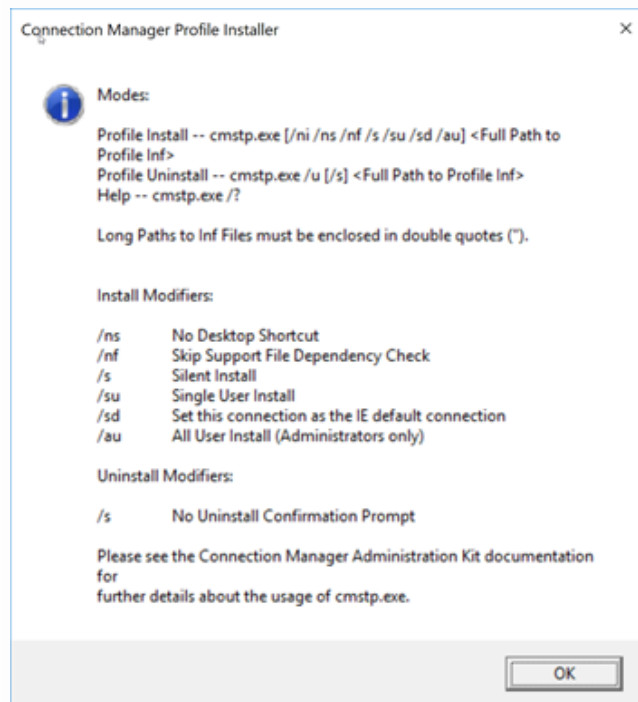 Connection Manager Profile Installer
Modes:
Profile Install -- cmstp.exe [/ni /ns /nf /s /su /sd /au] <Full Path to
Profile Inf>
Profile Uninstall -- cmstp.exe /u [/s] <Full Path to Profile Inf>
Help -- cmstp.exe /?
Long Paths to Inf Files must be enclosed in double quotes (").
Install Modifiers:
/ns No Desktop Shortcut
/nf Skip Support File Dependency Check
/s Silent Install
/su Single User Install
/sd Set this connection as the IE default connection
/au All User Install (Administrators only)
Uninstall Modifiers:
/s No Uninstall Confirmation Prompt
Please see the Connection Manager Administration Kit documentation
for
further details about the usage of cmstp.exe.
OK